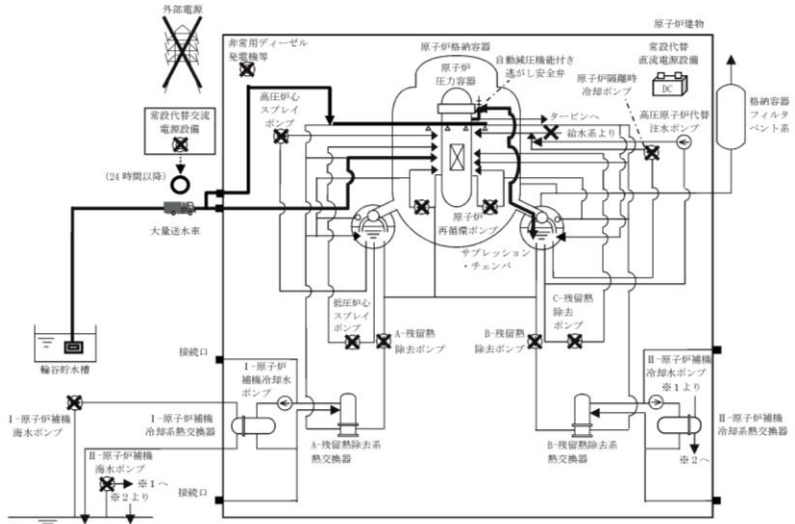 外部電源
原子炉建物
非常用ディーゼル
発電機等
原子炉格納容器
原子炉
圧力容器
自動減圧機能付き
逃がし安全弁
常設代替
直流電源設備
DC
原子炉隔離時
冷却ポンプ
高圧炉心
スプレイ
ポンプ
タービンへ
給水系より
高圧原子炉代替
注水ポンプ
格納容器
フィルタ
ベント系
常設代替交流
電源設備
(24時間以降)
大量送水車
原子炉
再循環ポンプ
サプレッション
・チェンバ
低圧炉心
スプレイ
ポンプ
A-残留熱
除去ポンプ
B-残留熱
除去ポンプ
C-残留熱
除去
ポンプ
輪谷貯水槽
接続口
Ⅰ-原子炉
補機冷却水
ポンプ
Ⅱ-原子炉補機
冷却水ポンプ
※1より
Ⅰ-原子炉補機
海水ポンプ
Ⅰ-原子炉補機
冷却系熱交換器
A-残留熱除去系
熱交換器
B-残留熱除去系
熱交換器
Ⅱ-原子炉補機
冷却系熱交換器
※2へ
Ⅱ-原子炉補機
海水ポンプ
※1へ
※2より
接続口